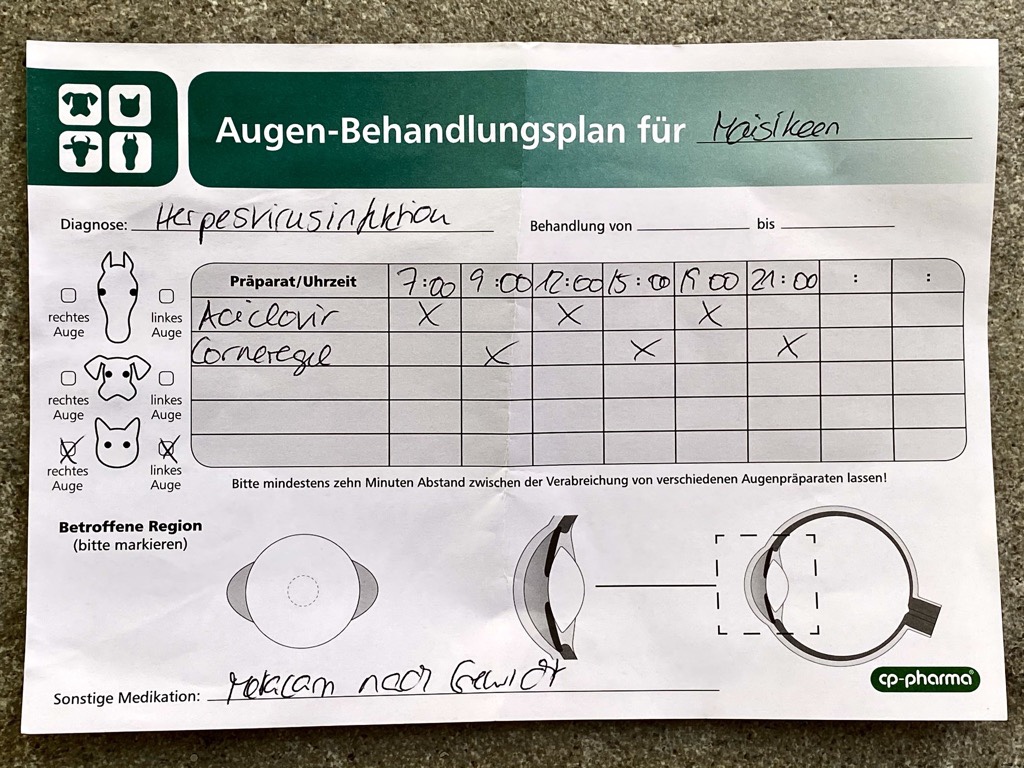 Augen-Behandlungsplan für Maisikeen
Diagnose: Herpesvirusinfektion Behandlung von bis
Präparat/Uhrzeit 7:00 9:00 12:00 15:00 19 00 21:00 : :
Aciclovir X X X
Corneregel X X X
rechtes Auge
linkes Auge
rechtes Auge
linkes Auge
rechtes Auge
linkes Auge
Bitte mindestens zehn Minuten Abstand zwischen der Verabreichung von verschiedenen Augenpräparaten lassen!
Betroffene Region
(bitte markieren)
Sonstige Medikation: Metacam nach Gewicht
cp-pharma®